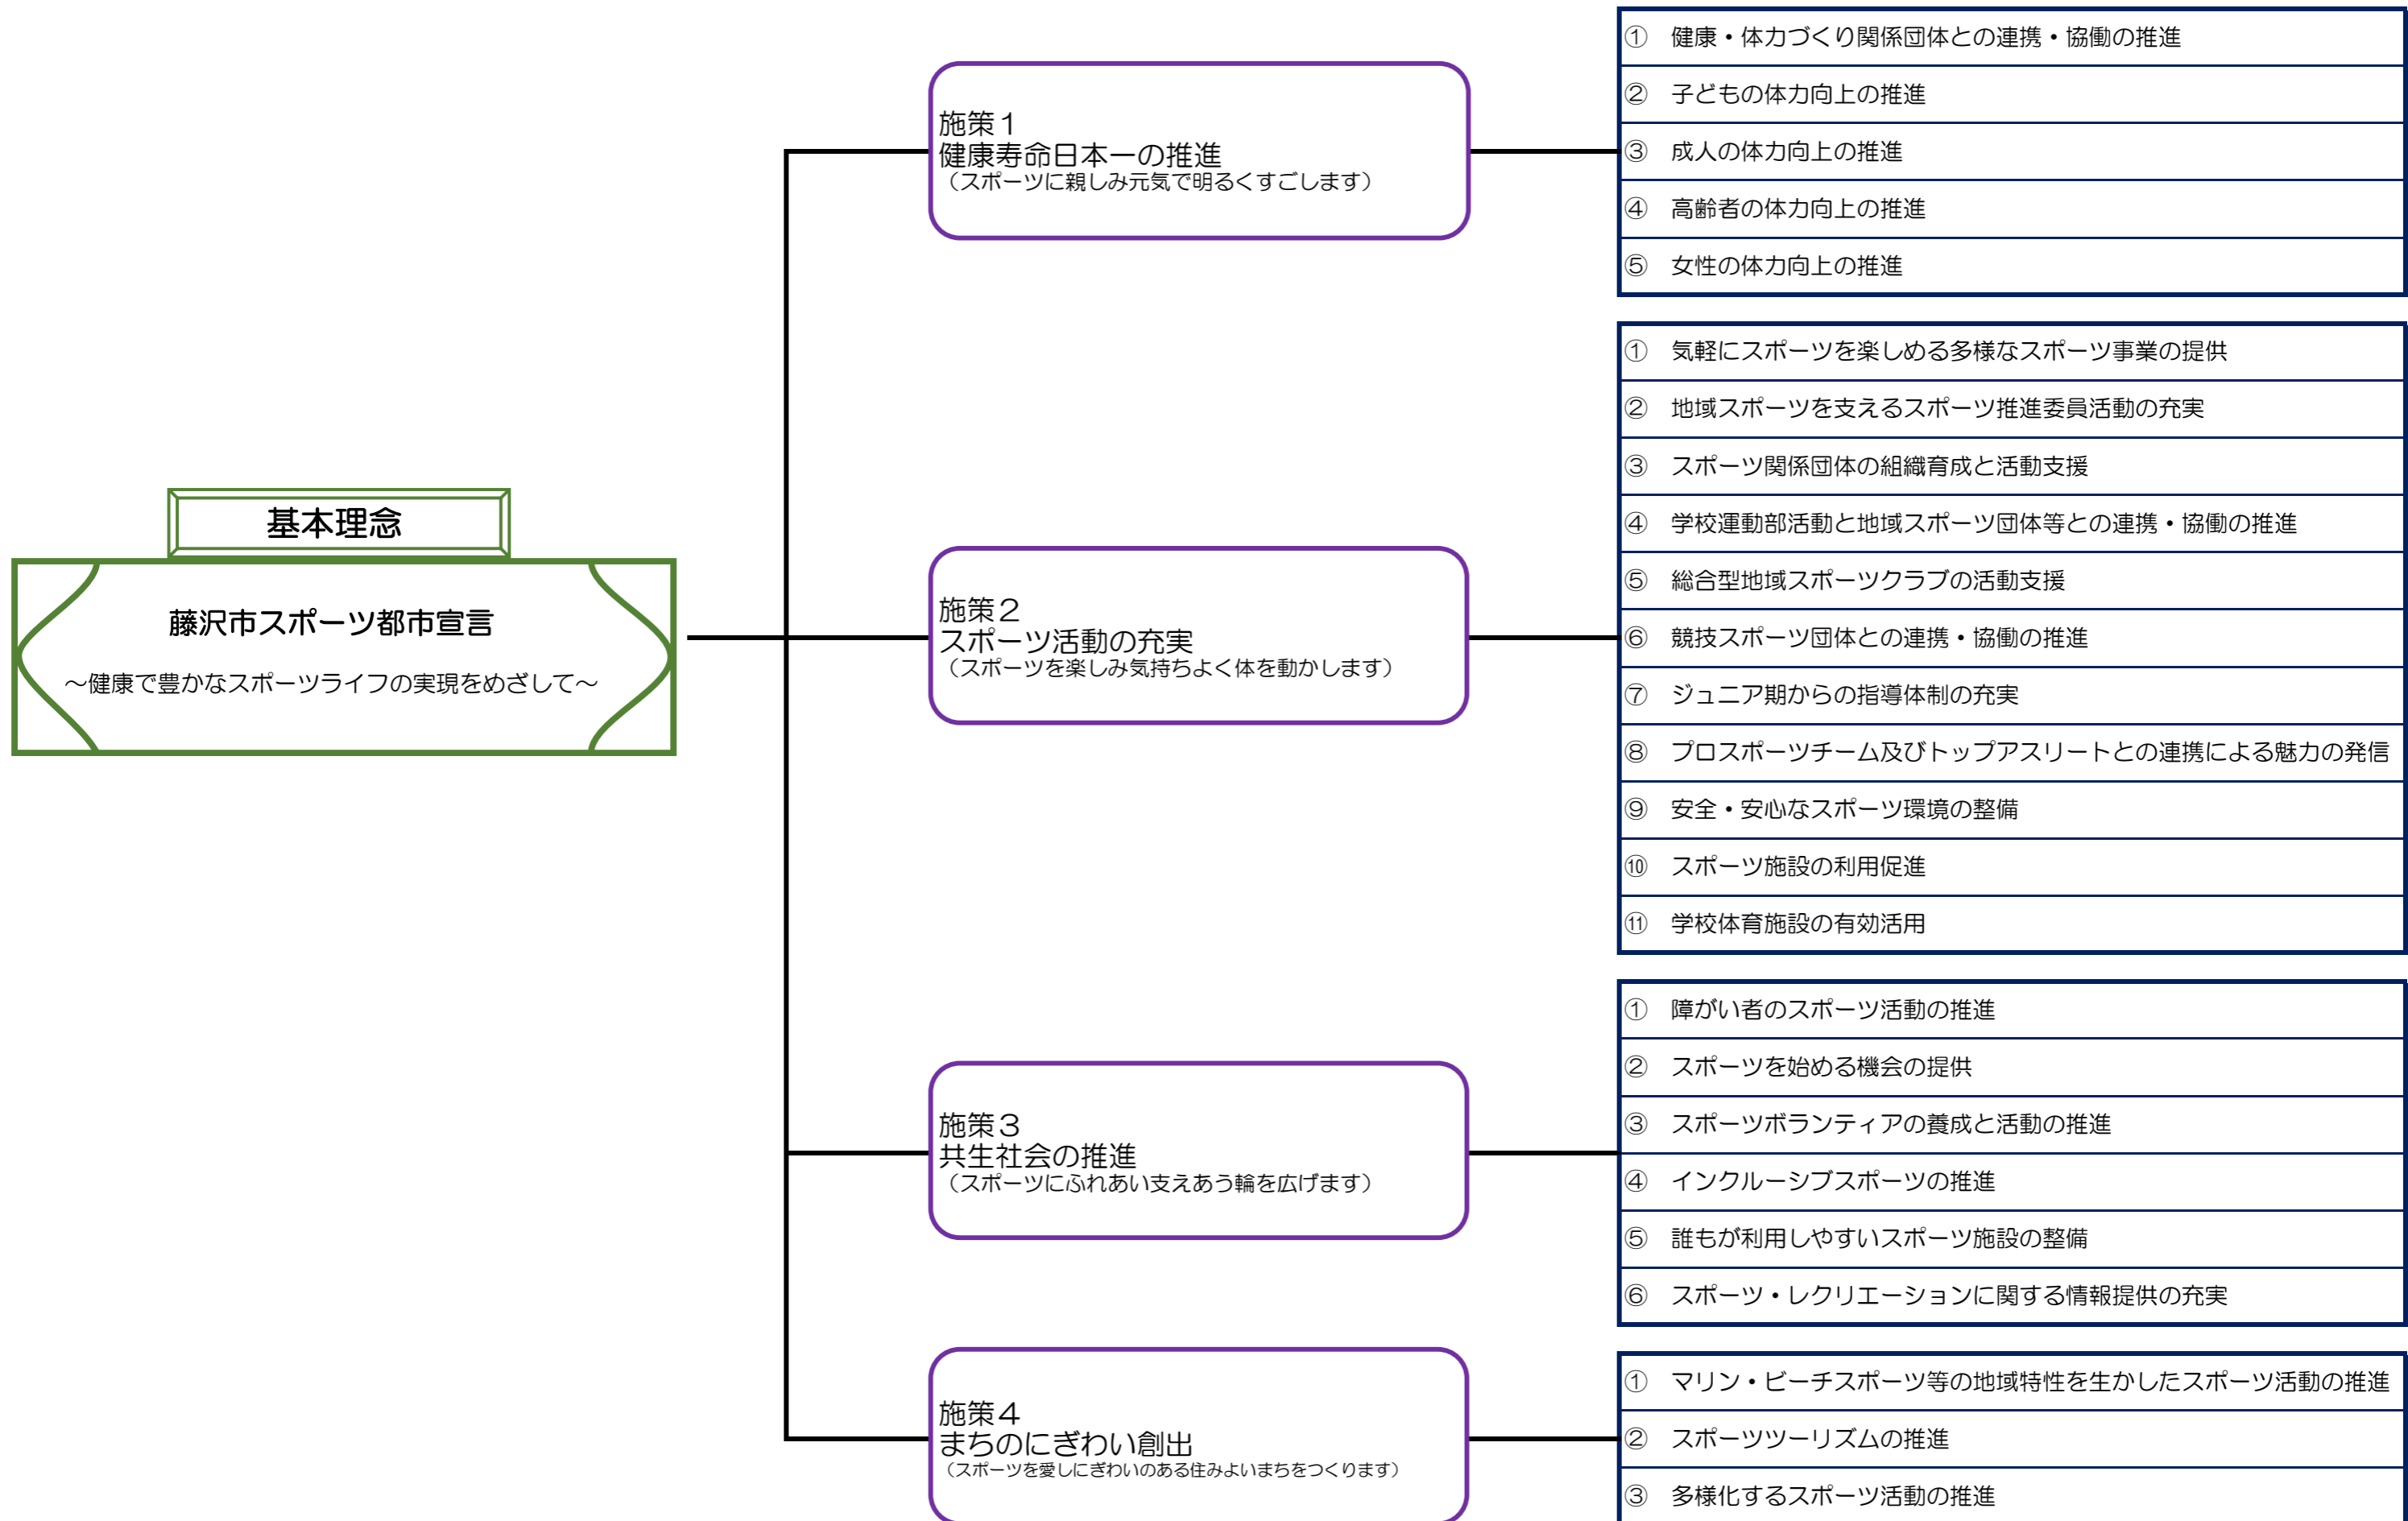 基本理念
藤沢市スポーツ都市宣言
～健康で豊かなスポーツライフの実現をめざして～
施策１
健康寿命日本一の推進
（スポーツに親しみ元気で明るくすごします）
① 健康・体力づくり関係団体との連携・協働の推進
② 子どもの体力向上の推進
③ 成人の体力向上の推進
④ 高齢者の体力向上の推進
⑤ 女性の体力向上の推進
施策２
スポーツ活動の充実
（スポーツを楽しみ気持ちよく体を動かします）
① 気軽にスポーツを楽しめる多様なスポーツ事業の提供
② 地域スポーツを支えるスポーツ推進委員活動の充実
③ スポーツ関係団体の組織育成と活動支援
④ 学校運動部活動と地域スポーツ団体等との連携・協働の推進
⑤ 総合型地域スポーツクラブの活動支援
⑥ 競技スポーツ団体との連携・協働の推進
⑦ ジュニア期からの指導体制の充実
⑧ プロスポーツチーム及びトップアスリートとの連携による魅力の発信
⑨ 安全・安心なスポーツ環境の整備
⑩ スポーツ施設の利用促進
⑪ 学校体育施設の有効活用
施策３
共生社会の推進
（スポーツにふれあい支えあう輪を広げます）
① 障がい者のスポーツ活動の推進
② スポーツを始める機会の提供
③ スポーツボランティアの養成と活動の推進
④ インクルーシブスポーツの推進
⑤ 誰もが利用しやすいスポーツ施設の整備
⑥ スポーツ・レクリエーションに関する情報提供の充実
施策４
まちのにぎわい創出
（スポーツを愛しにぎわいのある住みよいまちをつくります）
① マリン・ビーチスポーツ等の地域特性を生かしたスポーツ活動の推進
② スポーツツーリズムの推進
③ 多様化するスポーツ活動の推進